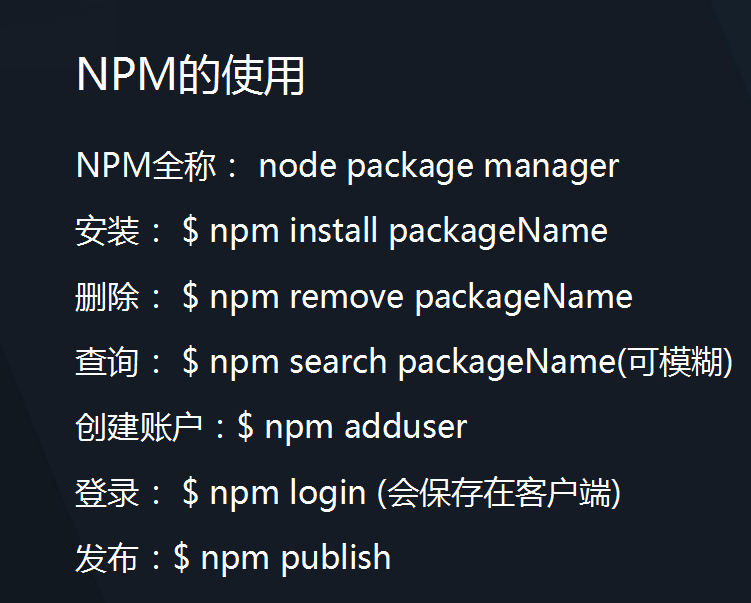 NPM的使用
NPM全称： node package manager
安装： $ npm install packageName
删除： $ npm remove packageName
查询： $ npm search packageName(可模糊)
创建账户：$ npm adduser
登录： $ npm login (会保存在客户端)
发布：$ npm publish